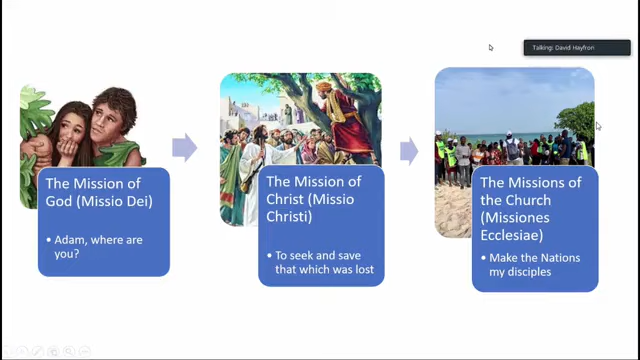 Talking: David Hayfron
The Mission of
God (Missio Dei)
• Adam, where are
you?
The Mission of
Christ (Missio
Christi)
• To seek and save
that which was lost
The Missions of
the Church
(Missiones
Ecclesiae)
• Make the Nations
my disciples